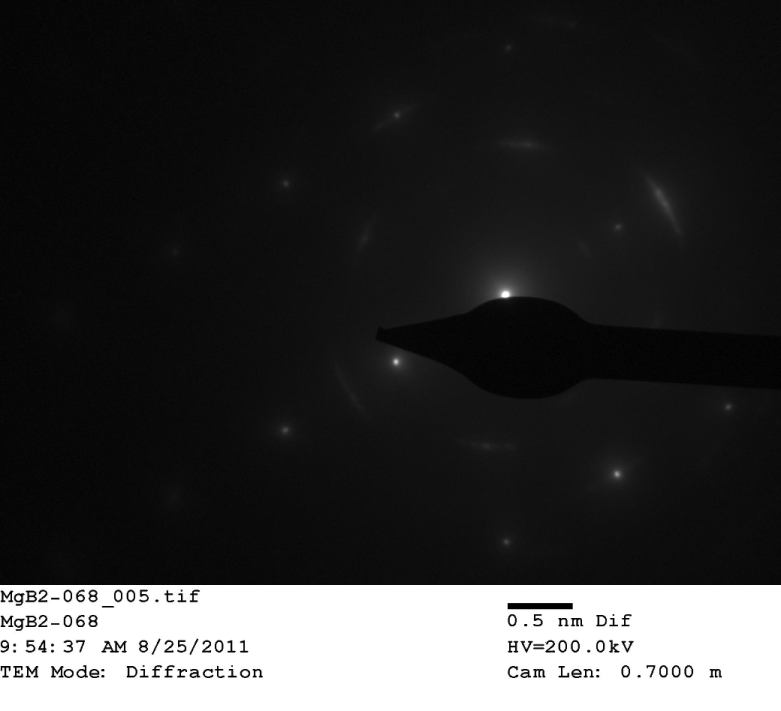 MgB2-068_005.tif
MgB2-068
9:54:37 AM 8/25/2011
TEM Mode: Diffraction
0.5 nm Dif
HV=200.0kV
Cam Len: 0.7000 m